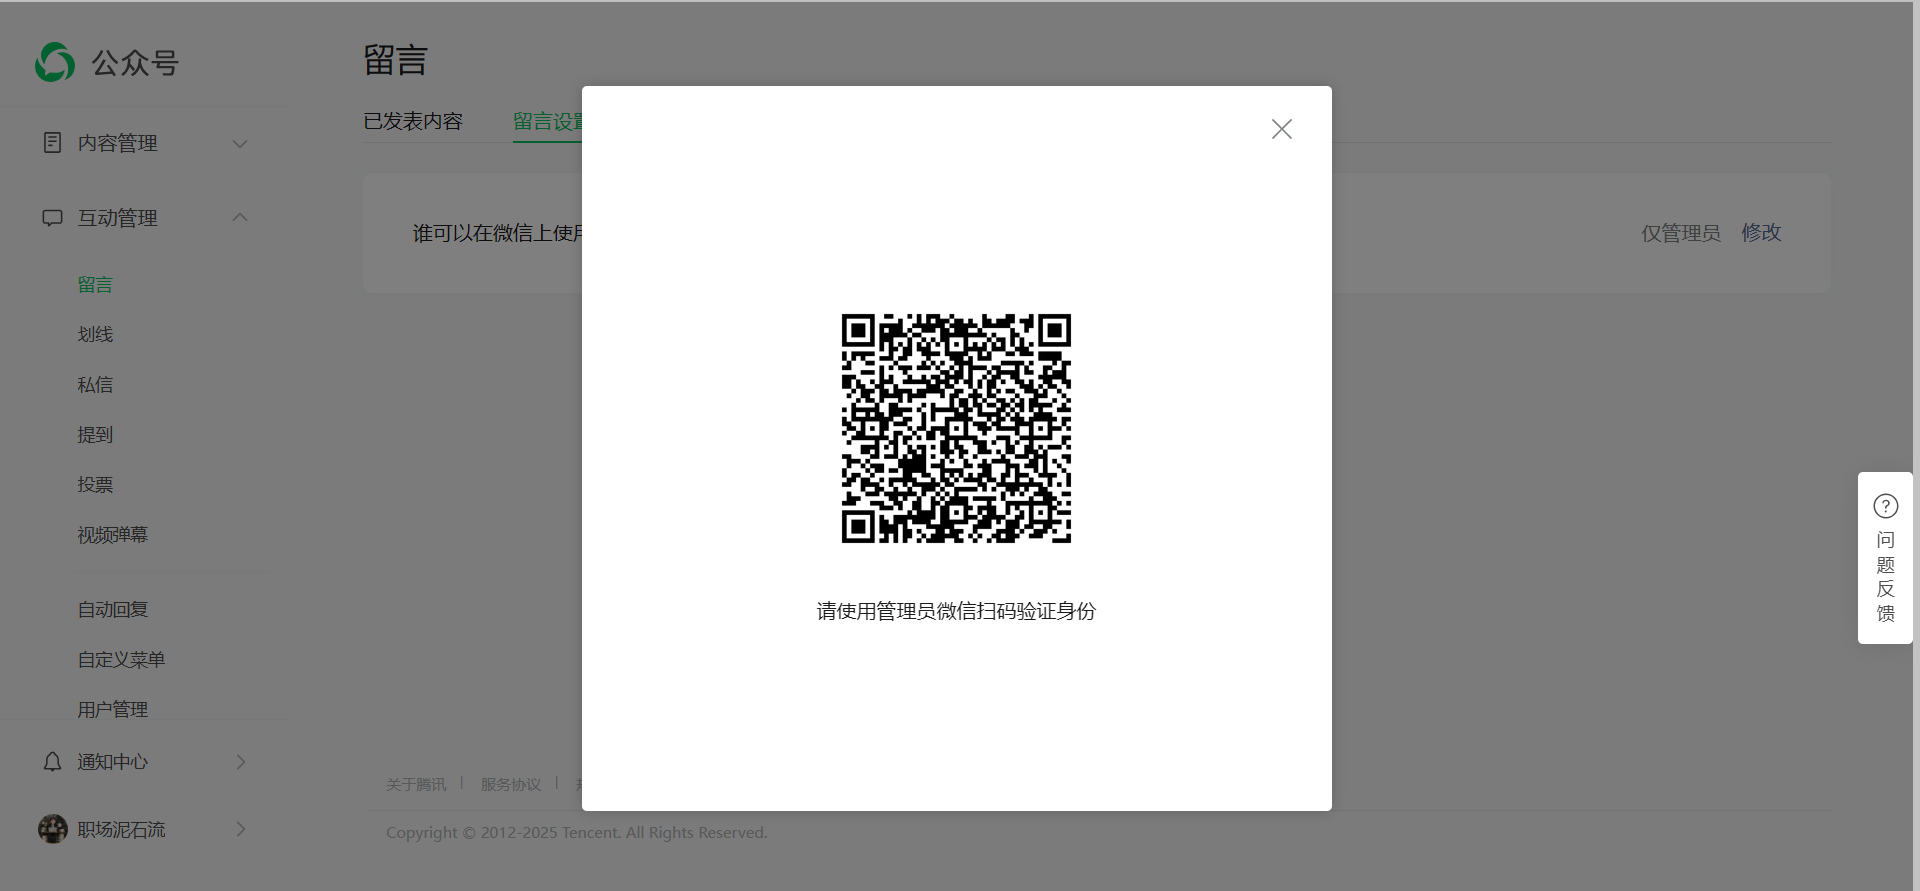 公众号
内容管理
互动管理
留言
划线
私信
提到
投票
视频弹幕
自动回复
自定义菜单
用户管理
通知中心
职场泥石流
留言
已发表内容
留言设置
谁可以在微信上使用
仅管理员 修改
请使用管理员微信扫码验证身份
关于腾讯
服务协议
Copyright © 2012-2025 Tencent. All Rights Reserved.
问
题
反
馈